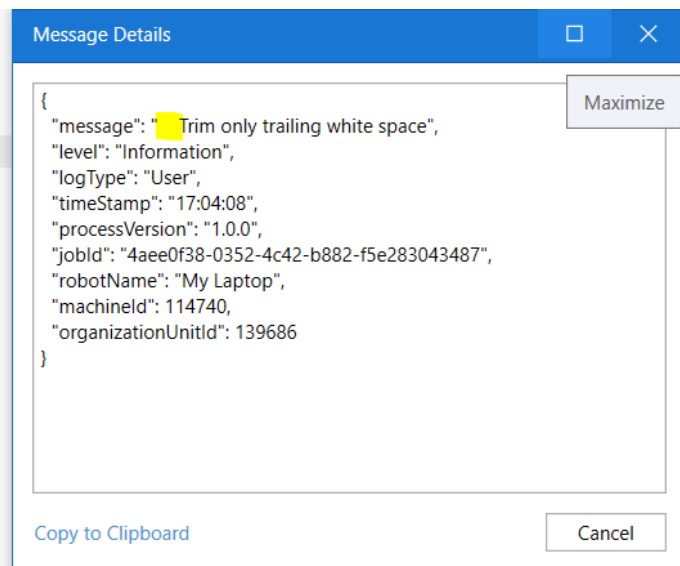 Message Details
Maximize
{
"message": "   Trim only trailing white space",
"level": "Information",
"logType": "User",
"timeStamp": "17:04:08",
"processVersion": "1.0.0",
"jobId": "4aee0f38-0352-4c42-b882-f5e283043487",
"robotName": "My Laptop",
"machineId": 114740,
"organizationUnitId": 139686
}
Copy to Clipboard
Cancel